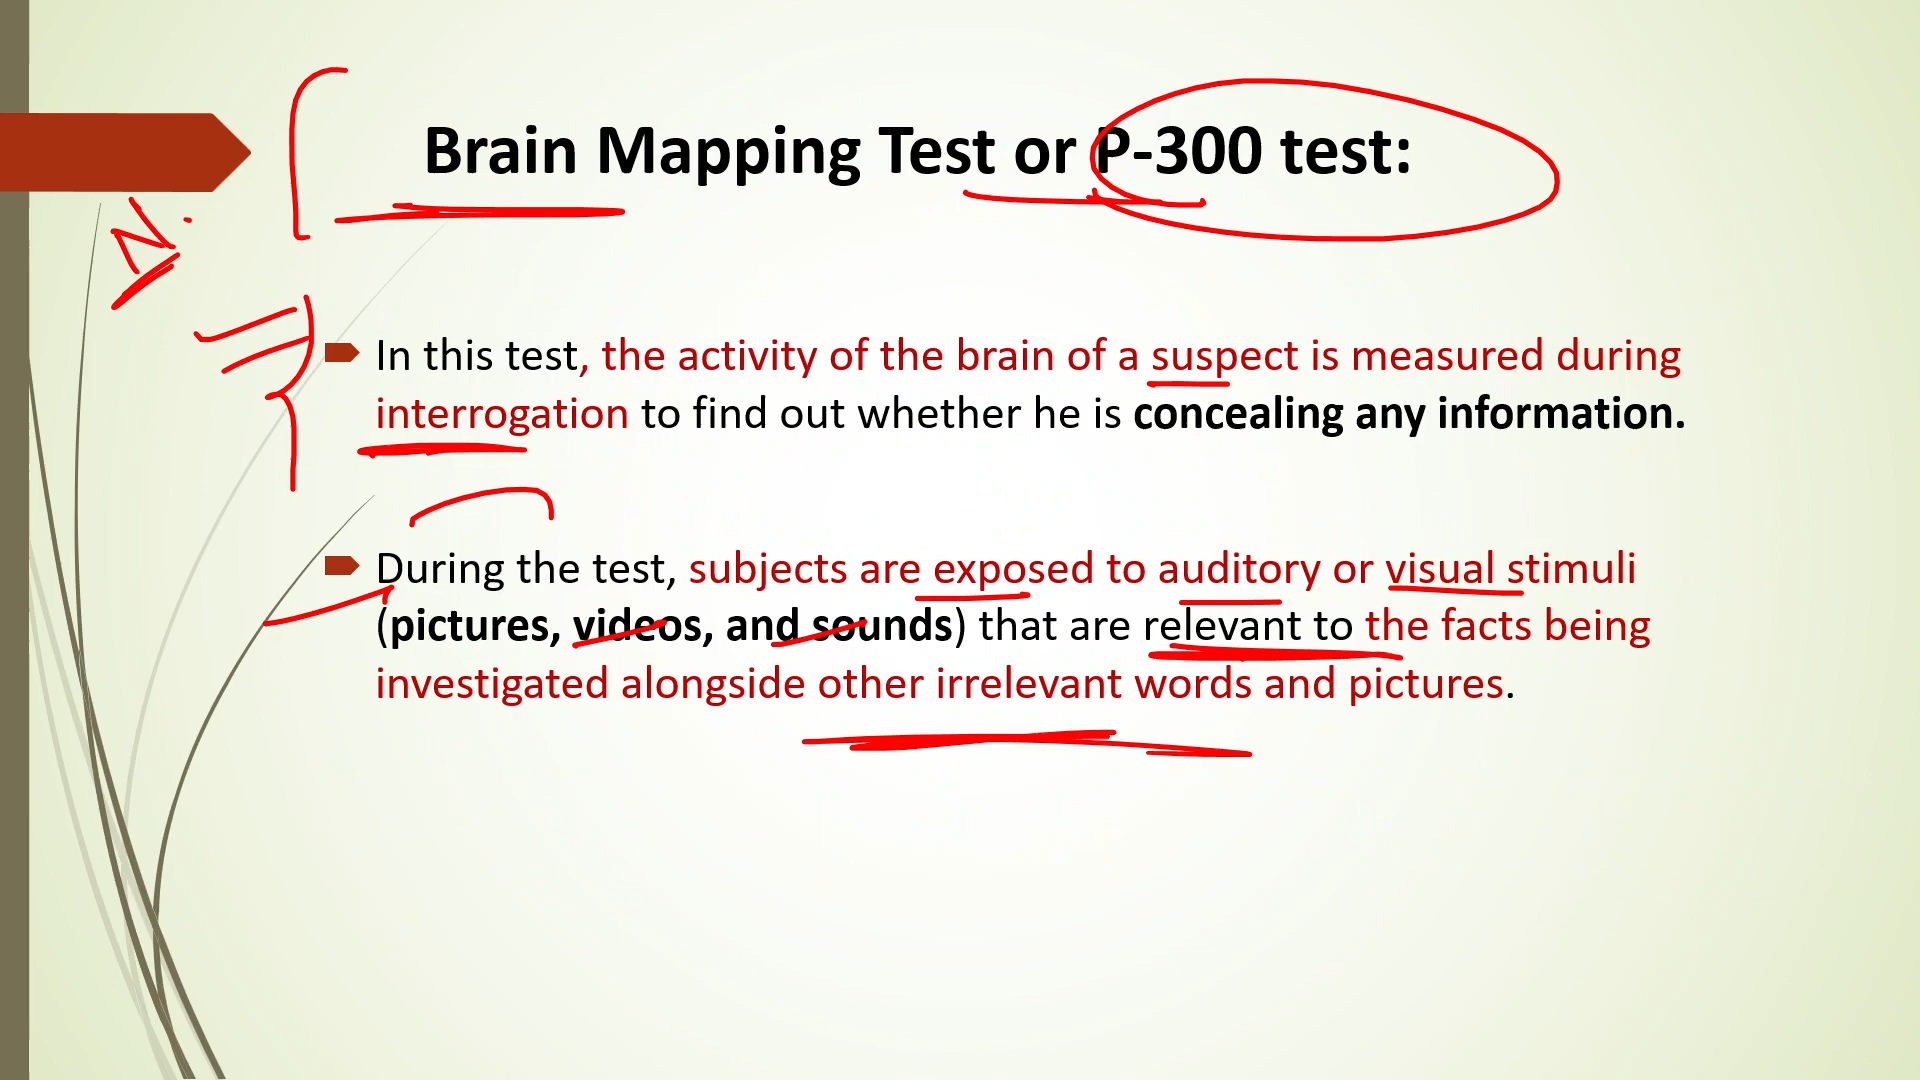 Brain Mapping Test or P-300 test:
N.
In this test, the activity of the brain of a suspect is measured during
interrogation to find out whether he is concealing any information.
During the test, subjects are exposed to auditory or visual stimuli
(pictures, videos, and sounds) that are relevant to the facts being
investigated alongside other irrelevant words and pictures.